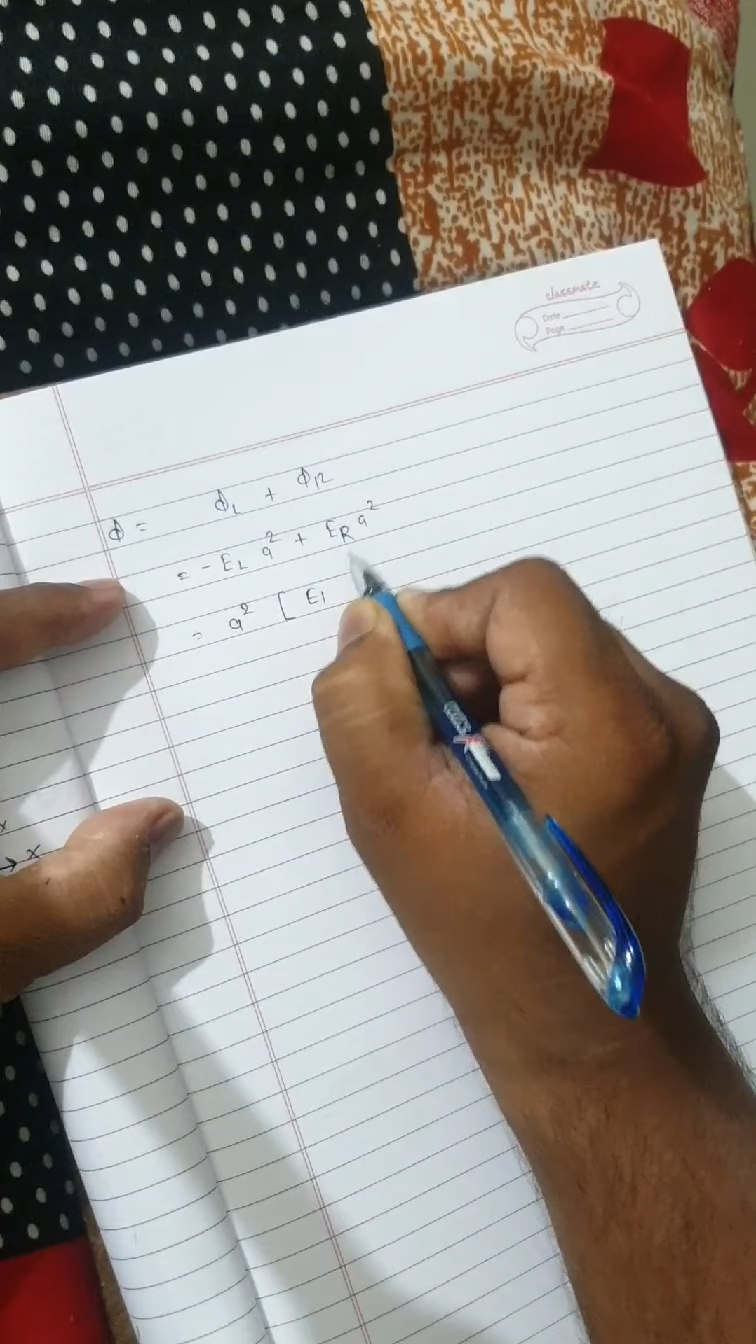 classmate
Date
Page
ϕ = ϕL + ϕR
= - EL a² + ER a²
= a² [ E1
x
→ x